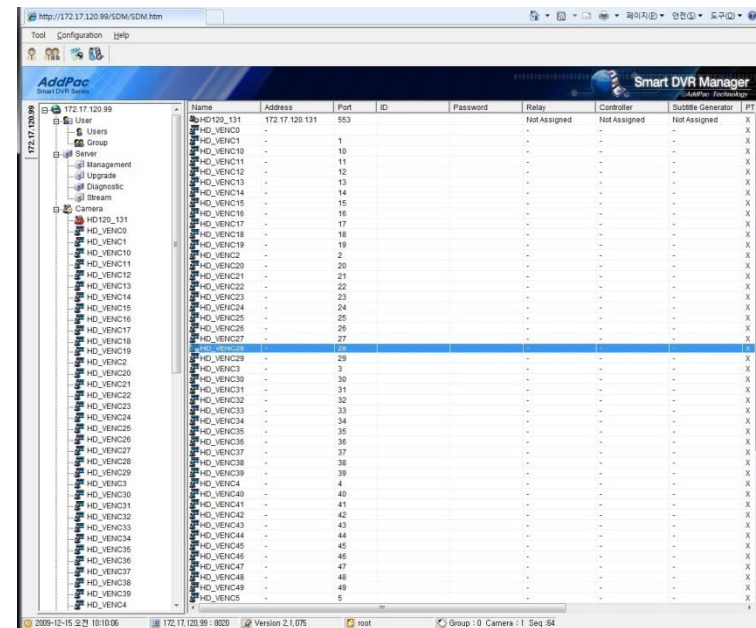 http://172.17.120.99/SDM/SDM.htm
페이지(P)
안전(S)
도구(O)
Tool Configuration Help
AddPac
Smart DVR Series
Smart DVR Manager
AddPac Technology
172.17.120.99
172.17.120.99
User
Users
Group
Server
Management
Upgrade
Diagnostic
Stream
Camera
HD120_131
HD_VENC0
HD_VENC1
HD_VENC10
HD_VENC11
HD_VENC12
HD_VENC13
HD_VENC14
HD_VENC15
HD_VENC16
HD_VENC17
HD_VENC18
HD_VENC19
HD_VENC2
HD_VENC20
HD_VENC21
HD_VENC22
HD_VENC23
HD_VENC24
HD_VENC25
HD_VENC26
HD_VENC27
HD_VENC28
HD_VENC29
HD_VENC3
HD_VENC30
HD_VENC31
HD_VENC32
HD_VENC33
HD_VENC34
HD_VENC35
HD_VENC36
HD_VENC37
HD_VENC38
HD_VENC39
HD_VENC4
Name Address Port ID Password Relay Controller Subtitle Generator PT
HD120_131 172.17.120.131 553 Not Assigned Not Assigned Not Assigned X
HD_VENC0 - - - - X
HD_VENC1 - 1 - - - X
HD_VENC10 - 10 - - - X
HD_VENC11 - 11 - - - X
HD_VENC12 - 12 - - - X
HD_VENC13 - 13 - - - X
HD_VENC14 - 14 - - - X
HD_VENC15 - 15 - - - X
HD_VENC16 - 16 - - - X
HD_VENC17 - 17 - - - X
HD_VENC18 - 18 - - - X
HD_VENC19 - 19 - - - X
HD_VENC2 - 2 - - - X
HD_VENC20 - 20 - - - X
HD_VENC21 - 21 - - - X
HD_VENC22 - 22 - - - X
HD_VENC23 - 23 - - - X
HD_VENC24 - 24 - - - X
HD_VENC25 - 25 - - - X
HD_VENC26 - 26 - - - X
HD_VENC27 - 27 - - - X
HD_VENC28 - 28 - - - X
HD_VENC29 - 29 - - - X
HD_VENC3 - 3 - - - X
HD_VENC30 - 30 - - - X
HD_VENC31 - 31 - - - X
HD_VENC32 - 32 - - - X
HD_VENC33 - 33 - - - X
HD_VENC34 - 34 - - - X
HD_VENC35 - 35 - - - X
HD_VENC36 - 36 - - - X
HD_VENC37 - 37 - - - X
HD_VENC38 - 38 - - - X
HD_VENC39 - 39 - - - X
HD_VENC4 - 4 - - - X
HD_VENC40 - 40 - - - X
HD_VENC41 - 41 - - - X
HD_VENC42 - 42 - - - X
HD_VENC43 - 43 - - - X
HD_VENC44 - 44 - - - X
HD_VENC45 - 45 - - - X
HD_VENC46 - 46 - - - X
HD_VENC47 - 47 - - - X
HD_VENC48 - 48 - - - X
HD_VENC49 - 49 - - - X
HD_VENC5 - 5 - - - X
2009-12-15 오전 10:10:06 172,17,120,99 : 8020 Version 2,1,075 root Group : 0 Camera : 1 Seq :64